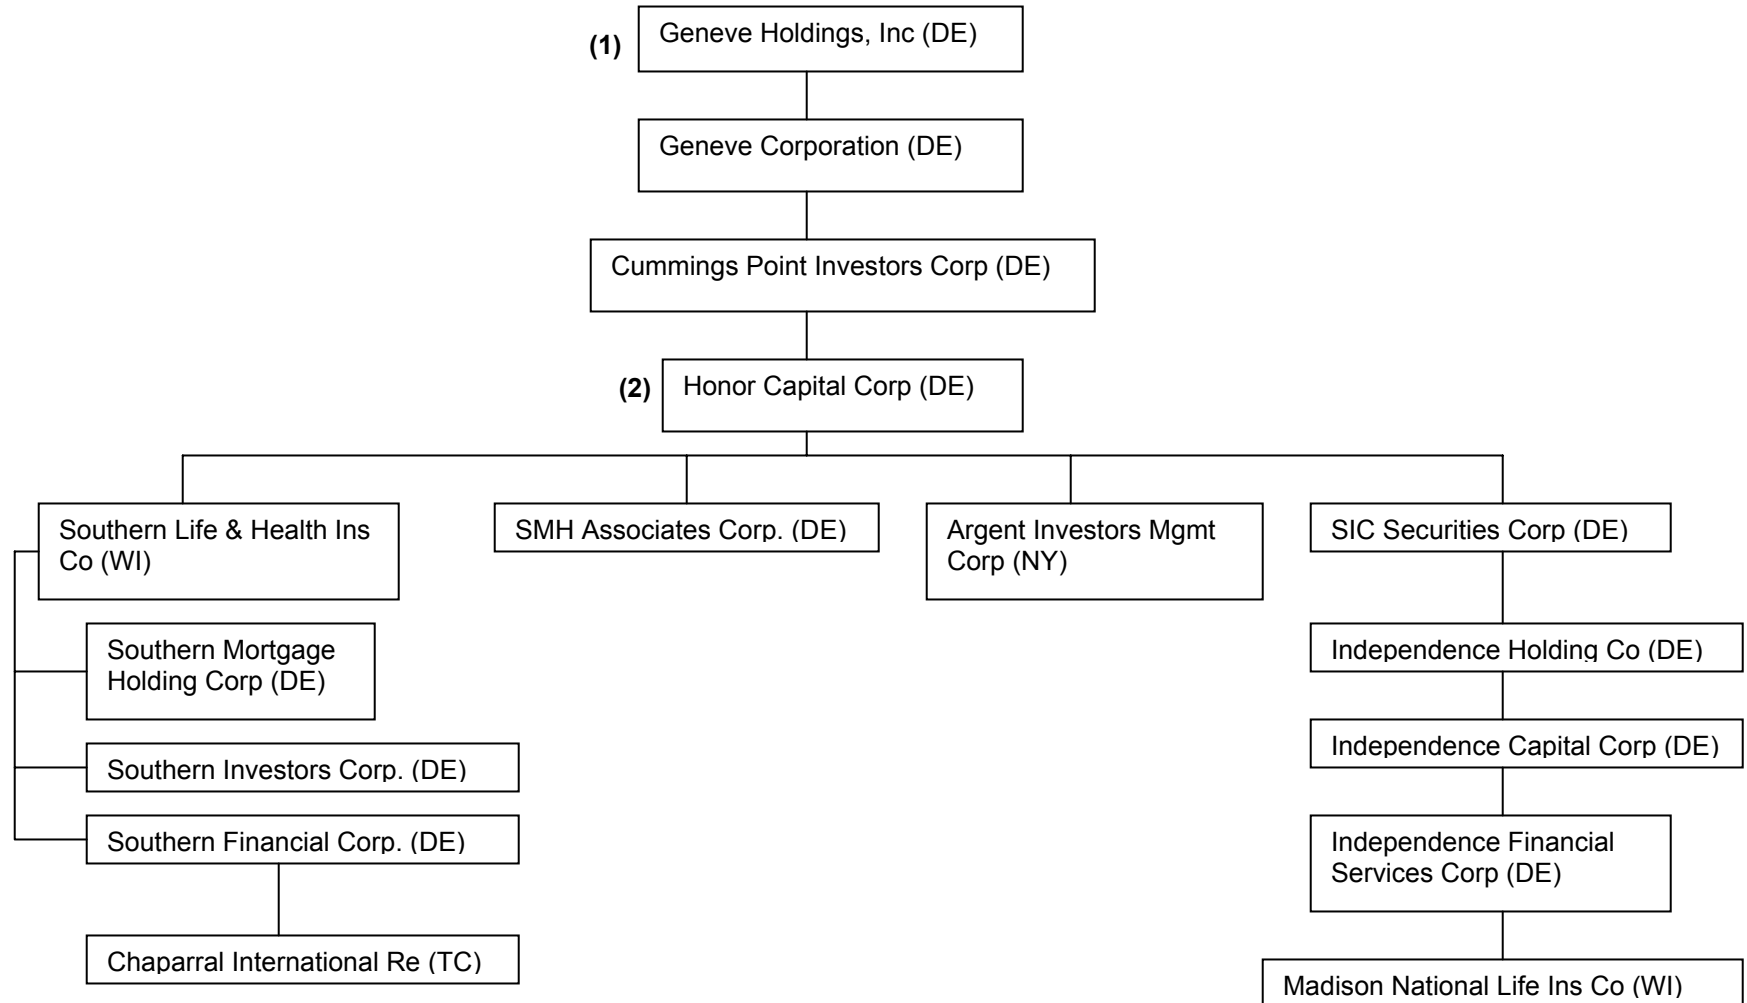 (1)
Geneve Holdings, Inc (DE)
Geneve Corporation (DE)
Cummings Point Investors Corp (DE)
(2)
Honor Capital Corp (DE)
Southern Life & Health Ins
Co (WI)
SMH Associates Corp. (DE)
Argent Investors Mgmt
Corp (NY)
SIC Securities Corp (DE)
Southern Mortgage
Holding Corp (DE)
Southern Investors Corp. (DE)
Southern Financial Corp. (DE)
Chaparral International Re (TC)
Independence Holding Co (DE)
Independence Capital Corp (DE)
Independence Financial
Services Corp (DE)
Madison National Life Ins Co (WI)